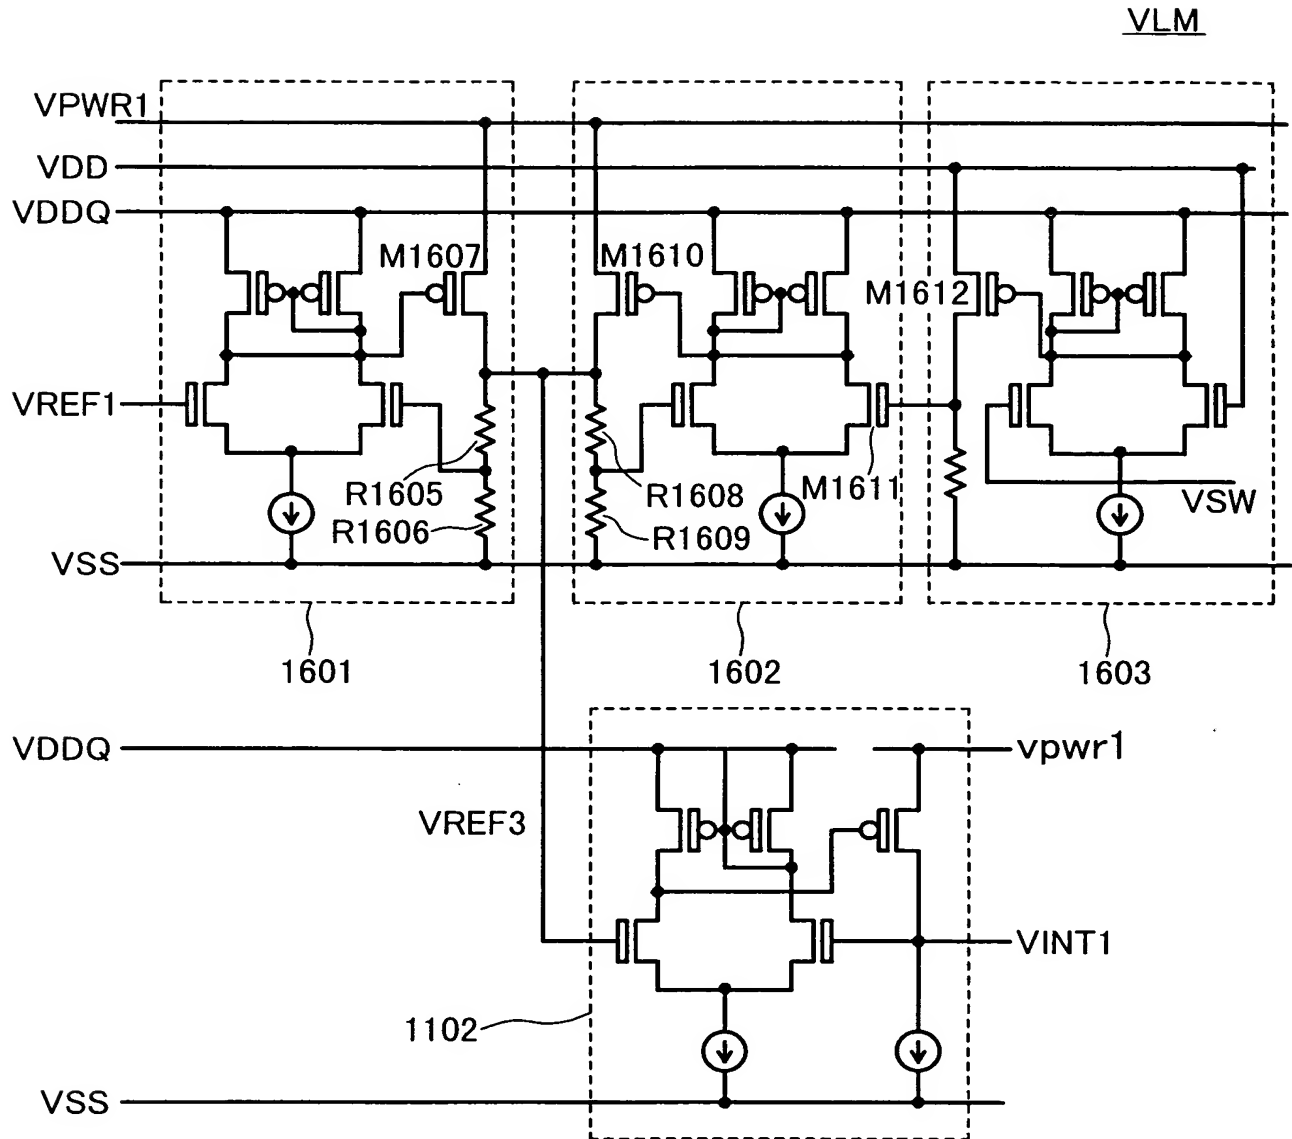 VLM
VPWR1
VDD
VDDQ
M1607
M1610
M1612
VREF1
R1605
R1608
M1611
VSW
R1606
R1609
VSS
1601
1602
1603
VDDQ
vpwr1
VREF3
VINT1
1102
VSS